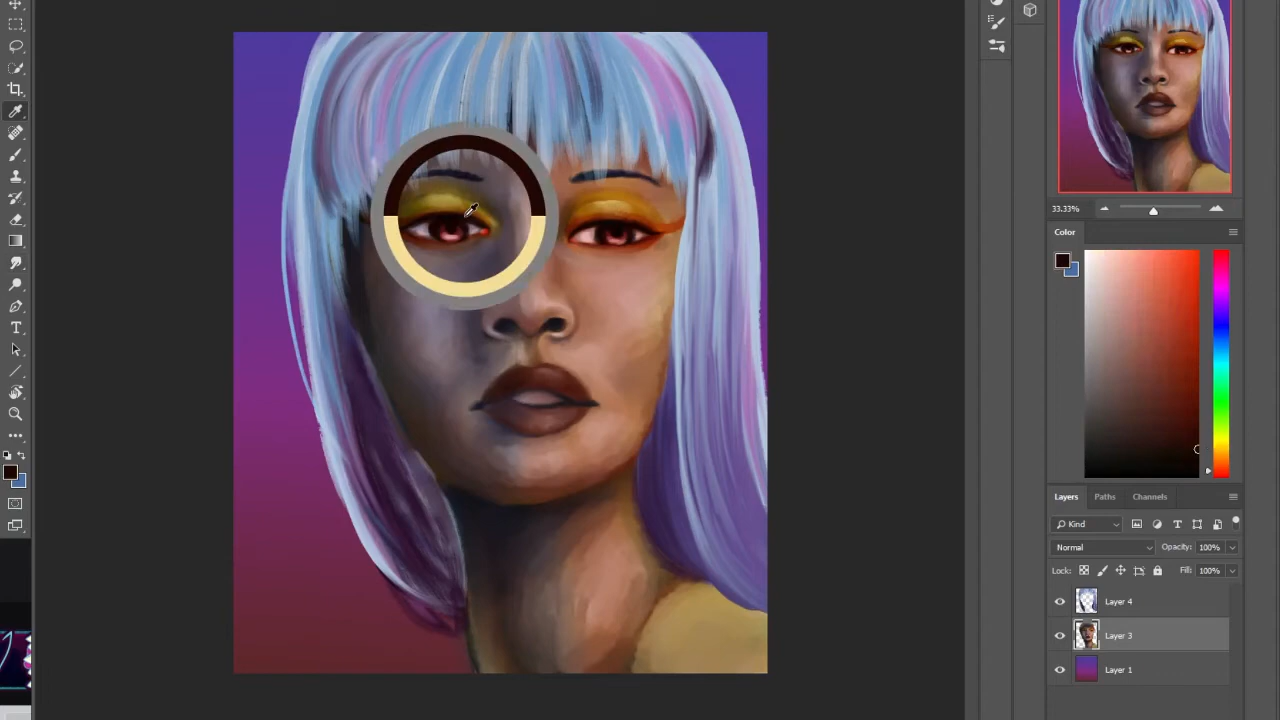 33.33%
Color
Layers Paths Channels
Kind
Normal Opacity: 100%
Lock: Fill: 100%
Layer 4
Layer 3
Layer 1